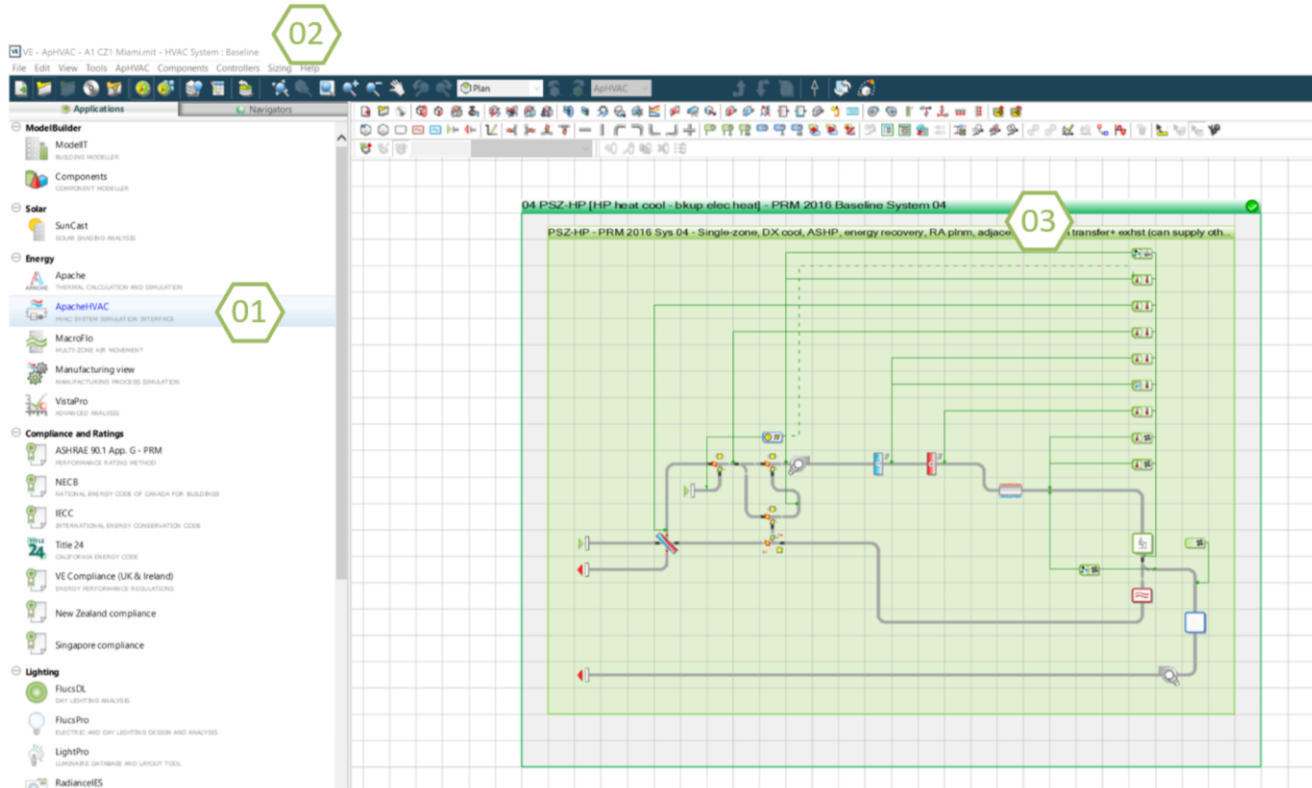 02
VE - ApHVAC - A1 CZ1 Miami.mit - HVAC System : Baseline
File Edit View Tools ApHVAC Components Controllers Sizing Help
Plan
ApHVAC
Applications
Navigators
ModelBuilder
ModelIT
BUILDING MODELLER
Components
COMPONENT MODELLER
Solar
SunCast
SOLAR SHADING ANALYSIS
Energy
Apache
THERMAL CALCULATION AND SIMULATION
ApacheHVAC
HVAC SYSTEM SIMULATION INTERFACE
01
MacroFlo
MULTI-ZONE AIR MOVEMENT
Manufacturing view
MANUFACTURING PROCESS SIMULATION
VistaPro
ADVANCED ANALYSIS
Compliance and Ratings
ASHRAE 90.1 App. G - PRM
PERFORMANCE RATING METHOD
NECB
NATIONAL ENERGY CODE OF CANADA FOR BUILDINGS
IECC
INTERNATIONAL ENERGY CONSERVATION CODE
Title 24
CALIFORNIA ENERGY CODE
VE Compliance (UK & Ireland)
ENERGY PERFORMANCE REGULATIONS
New Zealand compliance
Singapore compliance
Lighting
FlucsDL
DAY LIGHTING ANALYSIS
FlucsPro
ELECTRIC AND DAY LIGHTING DESIGN AND ANALYSIS
LightPro
LUMINAIRE DATABASE AND LAYOUT TOOL
RadianceIES
04 PSZ-HP [HP heat cool - bkup elec heat] - PRM 2016 Baseline System 04
03
PSZ-HP - PRM 2016 Sys 04 - Single-zone, DX cool, ASHP, energy recovery, RA plnm, adjace transfer+ exhst (can supply oth...